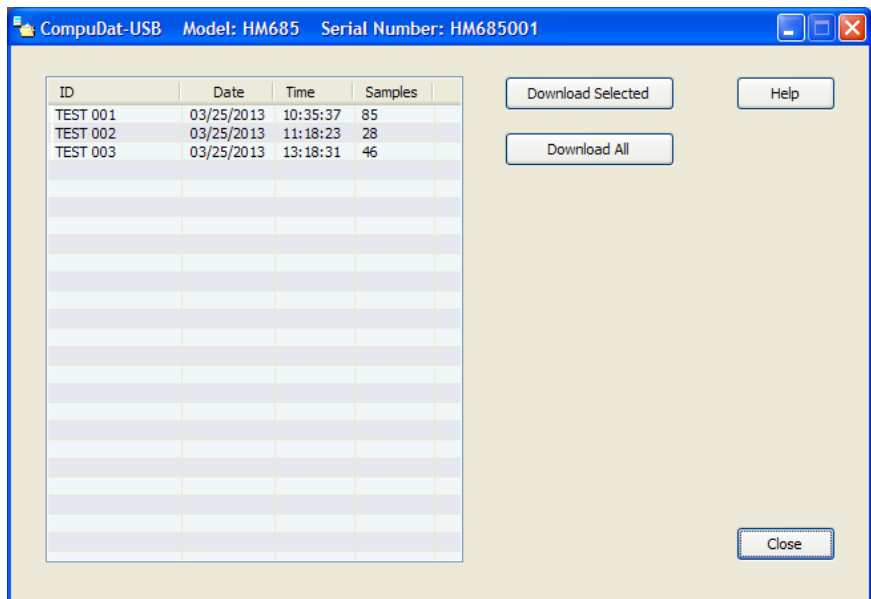 CompuDat-USB Model: HM685 Serial Number: HM685001
ID Date Time Samples
TEST 001 03/25/2013 10:35:37 85
TEST 002 03/25/2013 11:18:23 28
TEST 003 03/25/2013 13:18:31 46
Download Selected
Help
Download All
Close